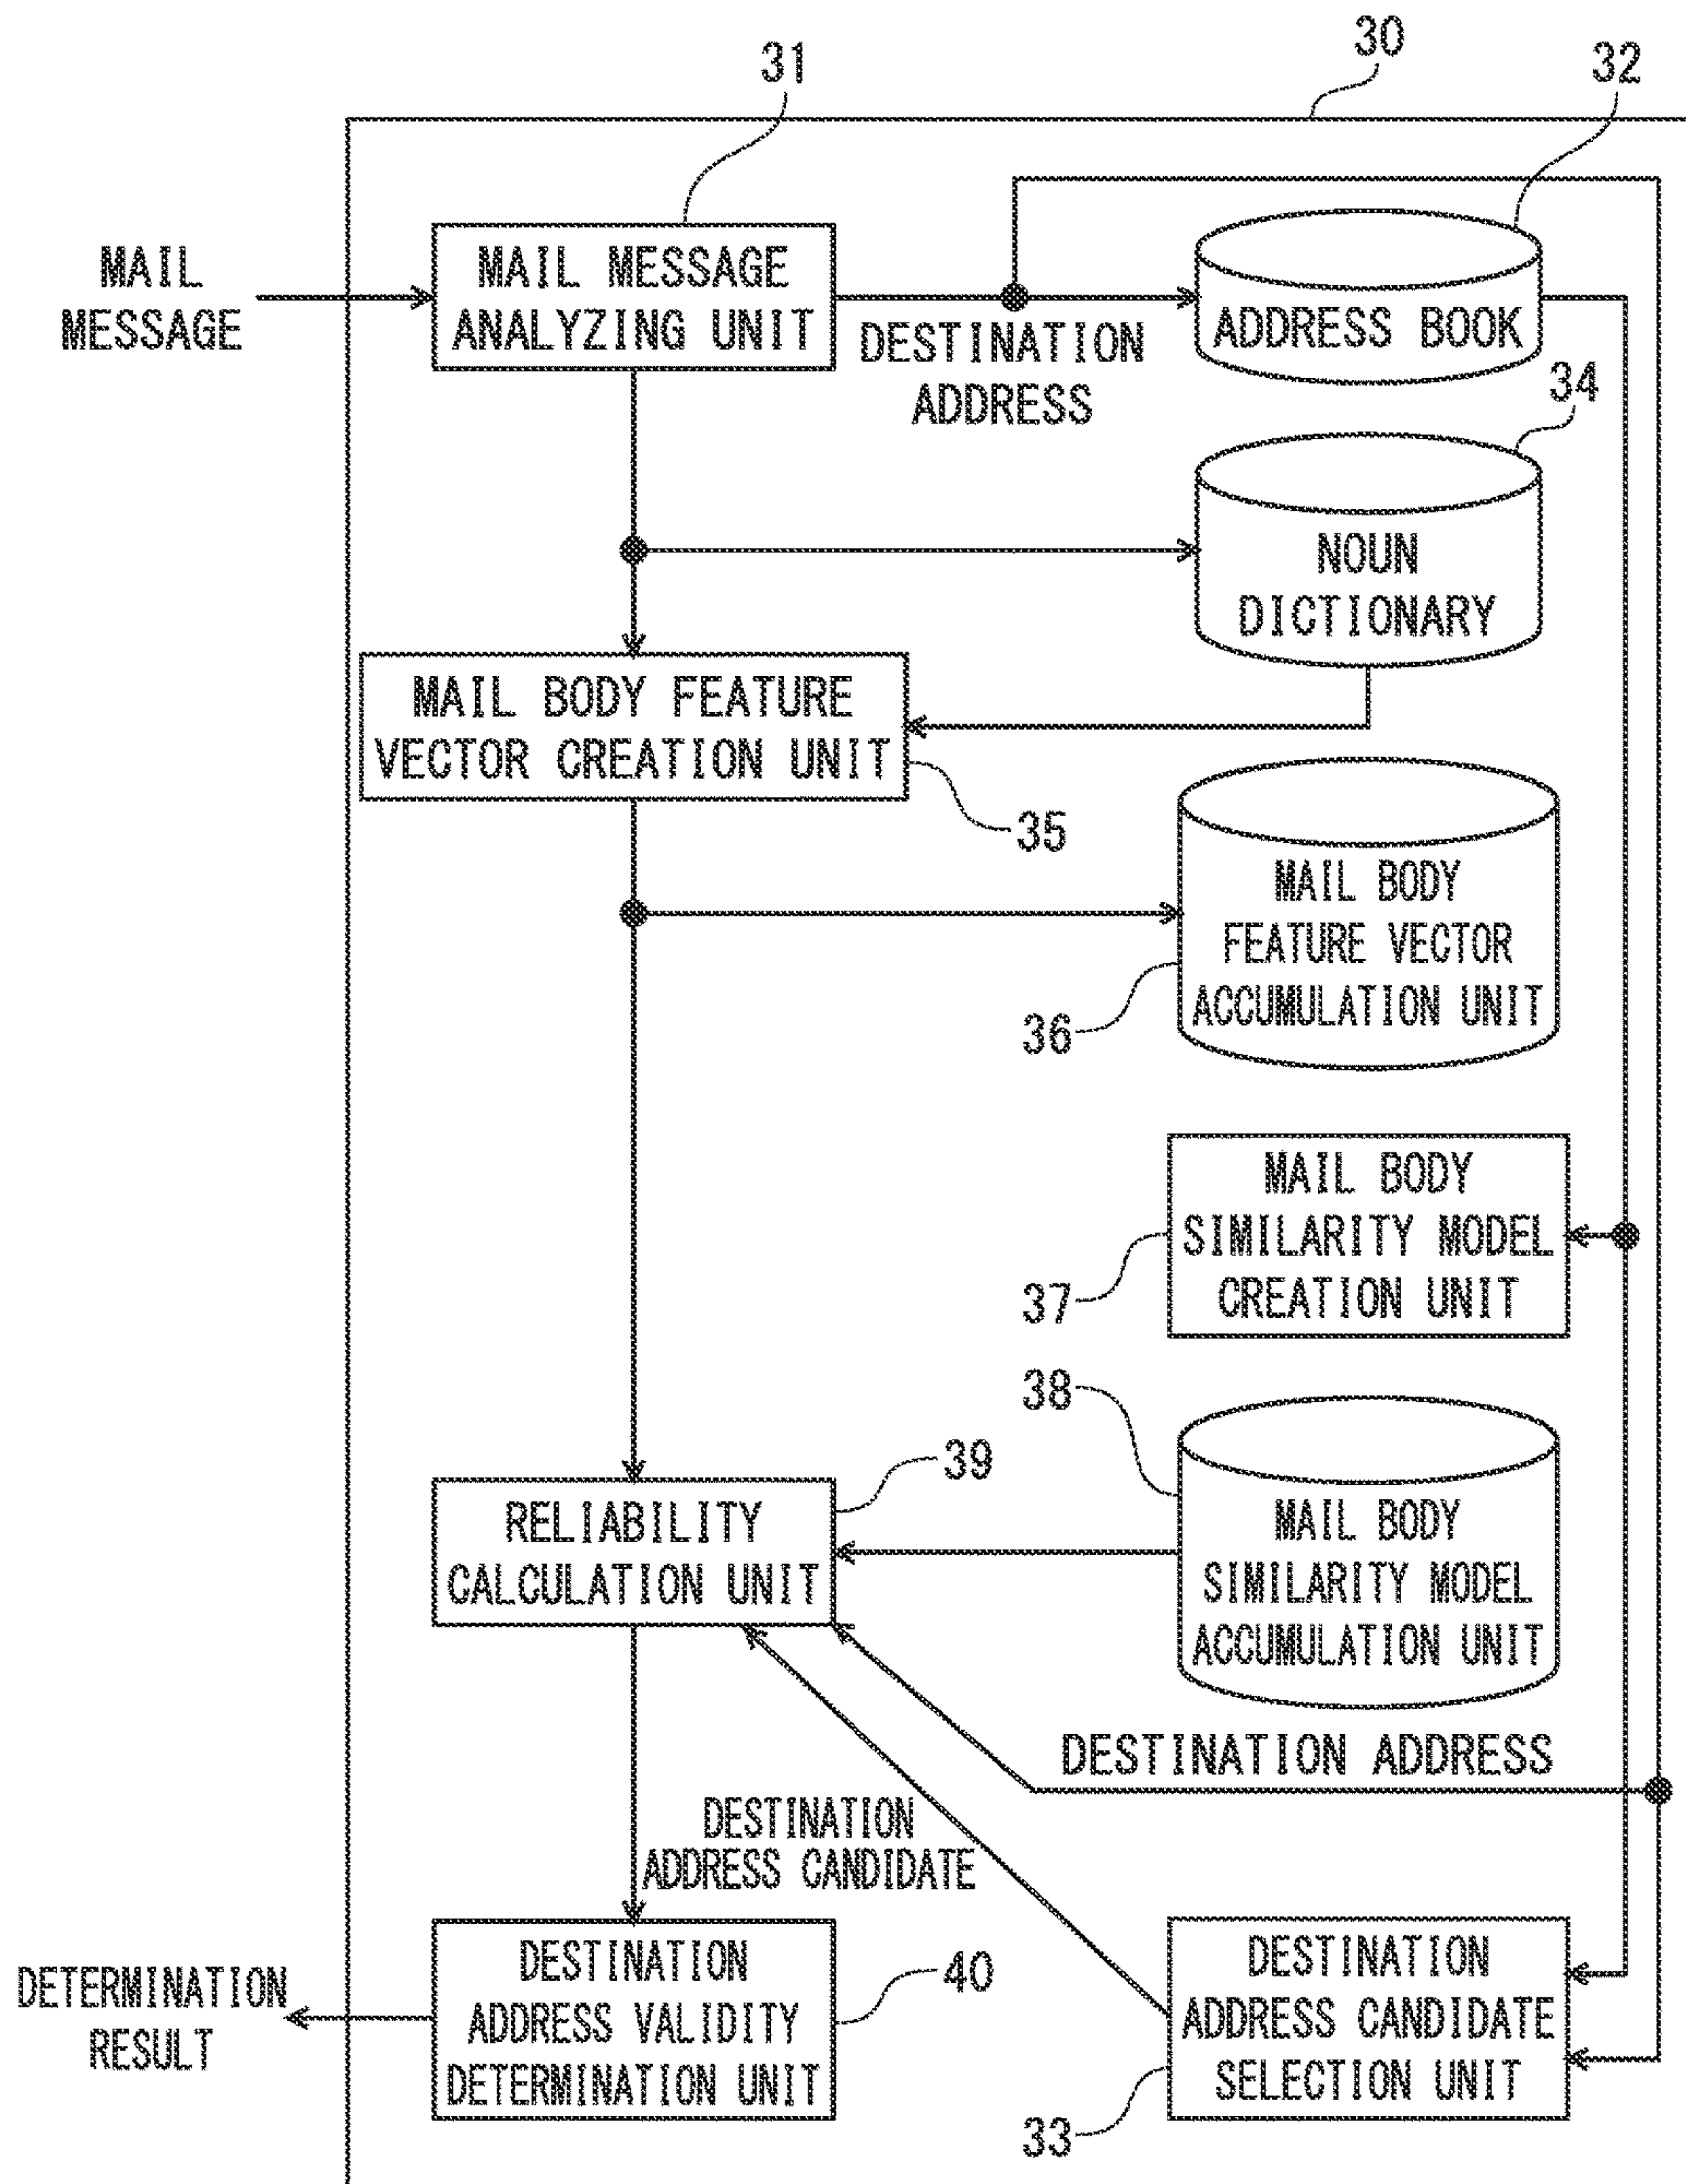 30
31
32
MAIL
MESSAGE
MAIL MESSAGE
ANALYZING UNIT
DESTINATION
ADDRESS
ADDRESS BOOK
34
NOUN
DICTIONARY
MAIL BODY FEATURE
VECTOR CREATION UNIT
35
MAIL BODY
FEATURE VECTOR
ACCUMULATION UNIT
36
MAIL BODY
SIMILARITY MODEL
CREATION UNIT
37
38
39
RELIABILITY
CALCULATION UNIT
MAIL BODY
SIMILARITY MODEL
ACCUMULATION UNIT
DESTINATION ADDRESS
DESTINATION
ADDRESS CANDIDATE
DETERMINATION
RESULT
DESTINATION
ADDRESS VALIDITY
DETERMINATION UNIT
40
DESTINATION
ADDRESS CANDIDATE
SELECTION UNIT
33